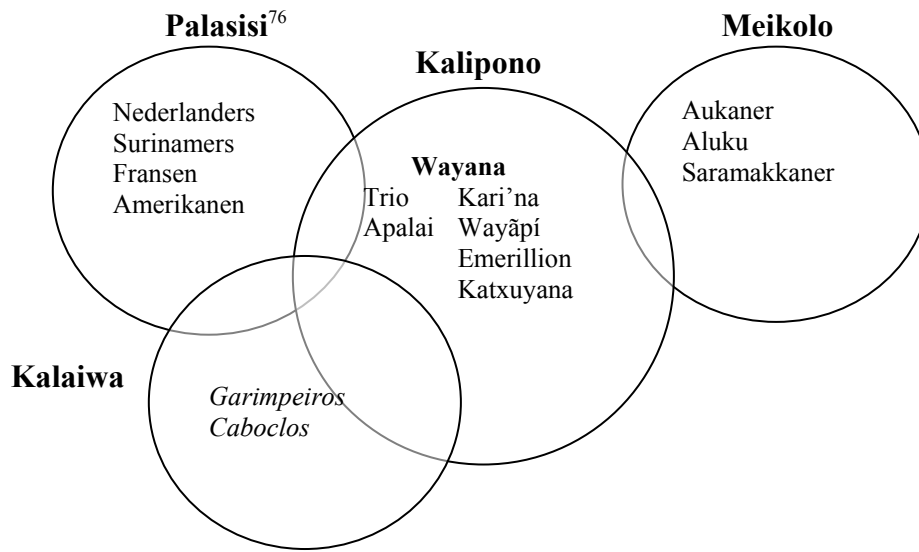 Palasisi76
Nederlanders
Surinamers
Fransen
Amerikanen
Kalipono
Wayana
Trio Kari’na
Apalai Wayãpí
Emerillion
Katxuyana
Meikolo
Aukaner
Aluku
Saramakkaner
Kalaiwa
Garimpeiros
Caboclos